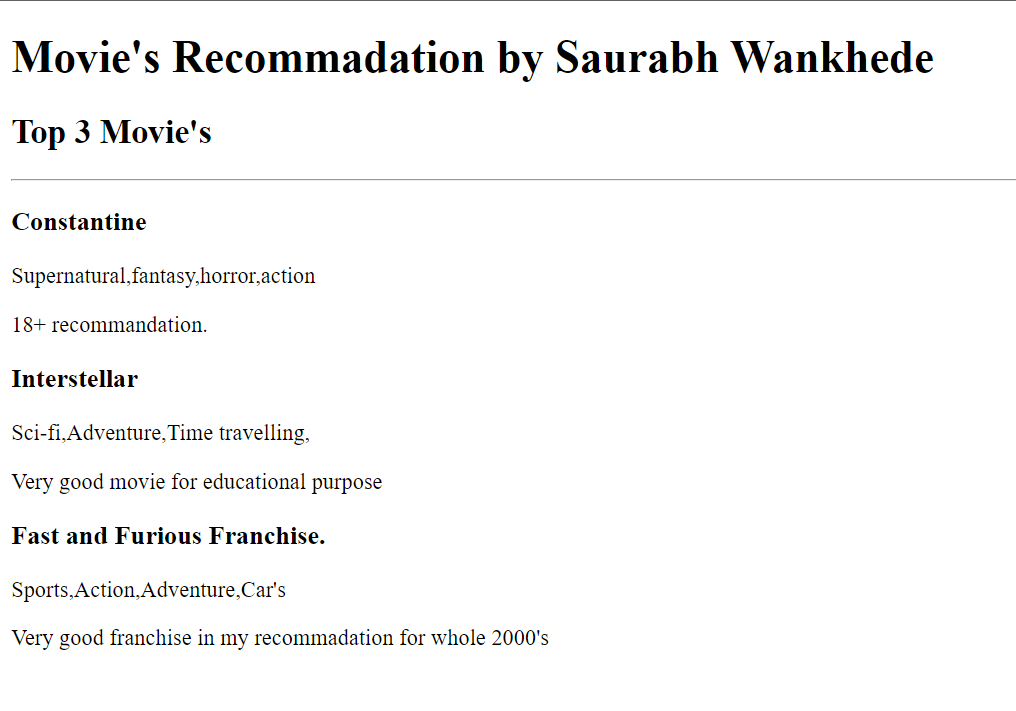 Movie's Recommadation by Saurabh Wankhede
Top 3 Movie's
Constantine
Supernatural,fantasy,horror,action
18+ recommandation.
Interstellar
Sci-fi,Adventure,Time travelling,
Very good movie for educational purpose
Fast and Furious Franchise.
Sports,Action,Adventure,Car's
Very good franchise in my recommadation for whole 2000's